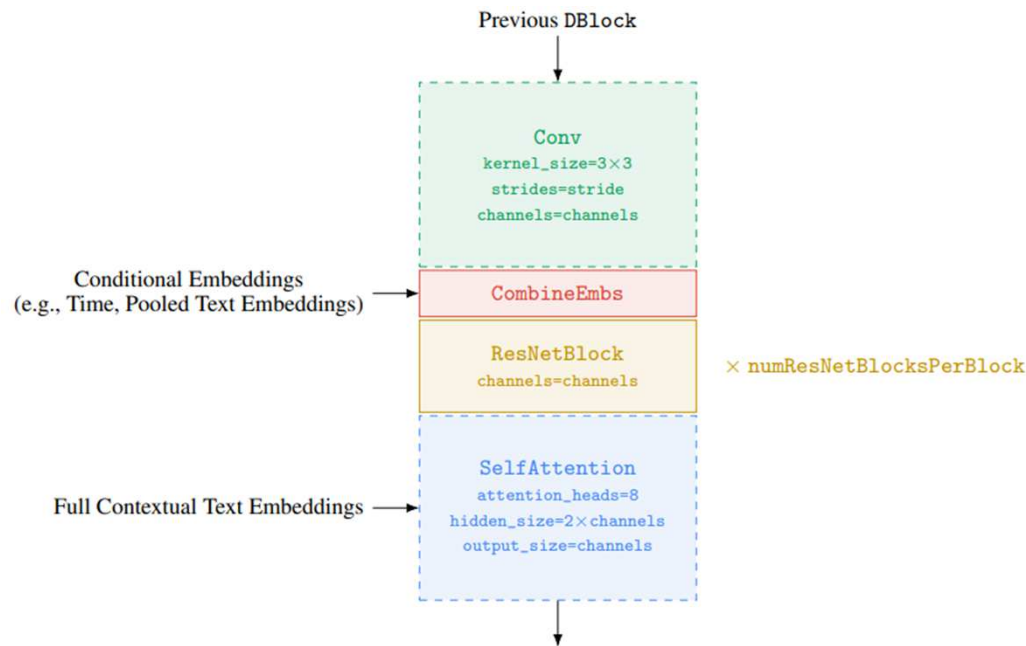 Previous DBlock
Conv
kernel_size=3×3
strides=stride
channels=channels
Conditional Embeddings
(e.g., Time, Pooled Text Embeddings)
CombineEmbs
ResNetBlock
channels=channels
× numResNetBlocksPerBlock
SelfAttention
attention_heads=8
hidden_size=2×channels
output_size=channels
Full Contextual Text Embeddings